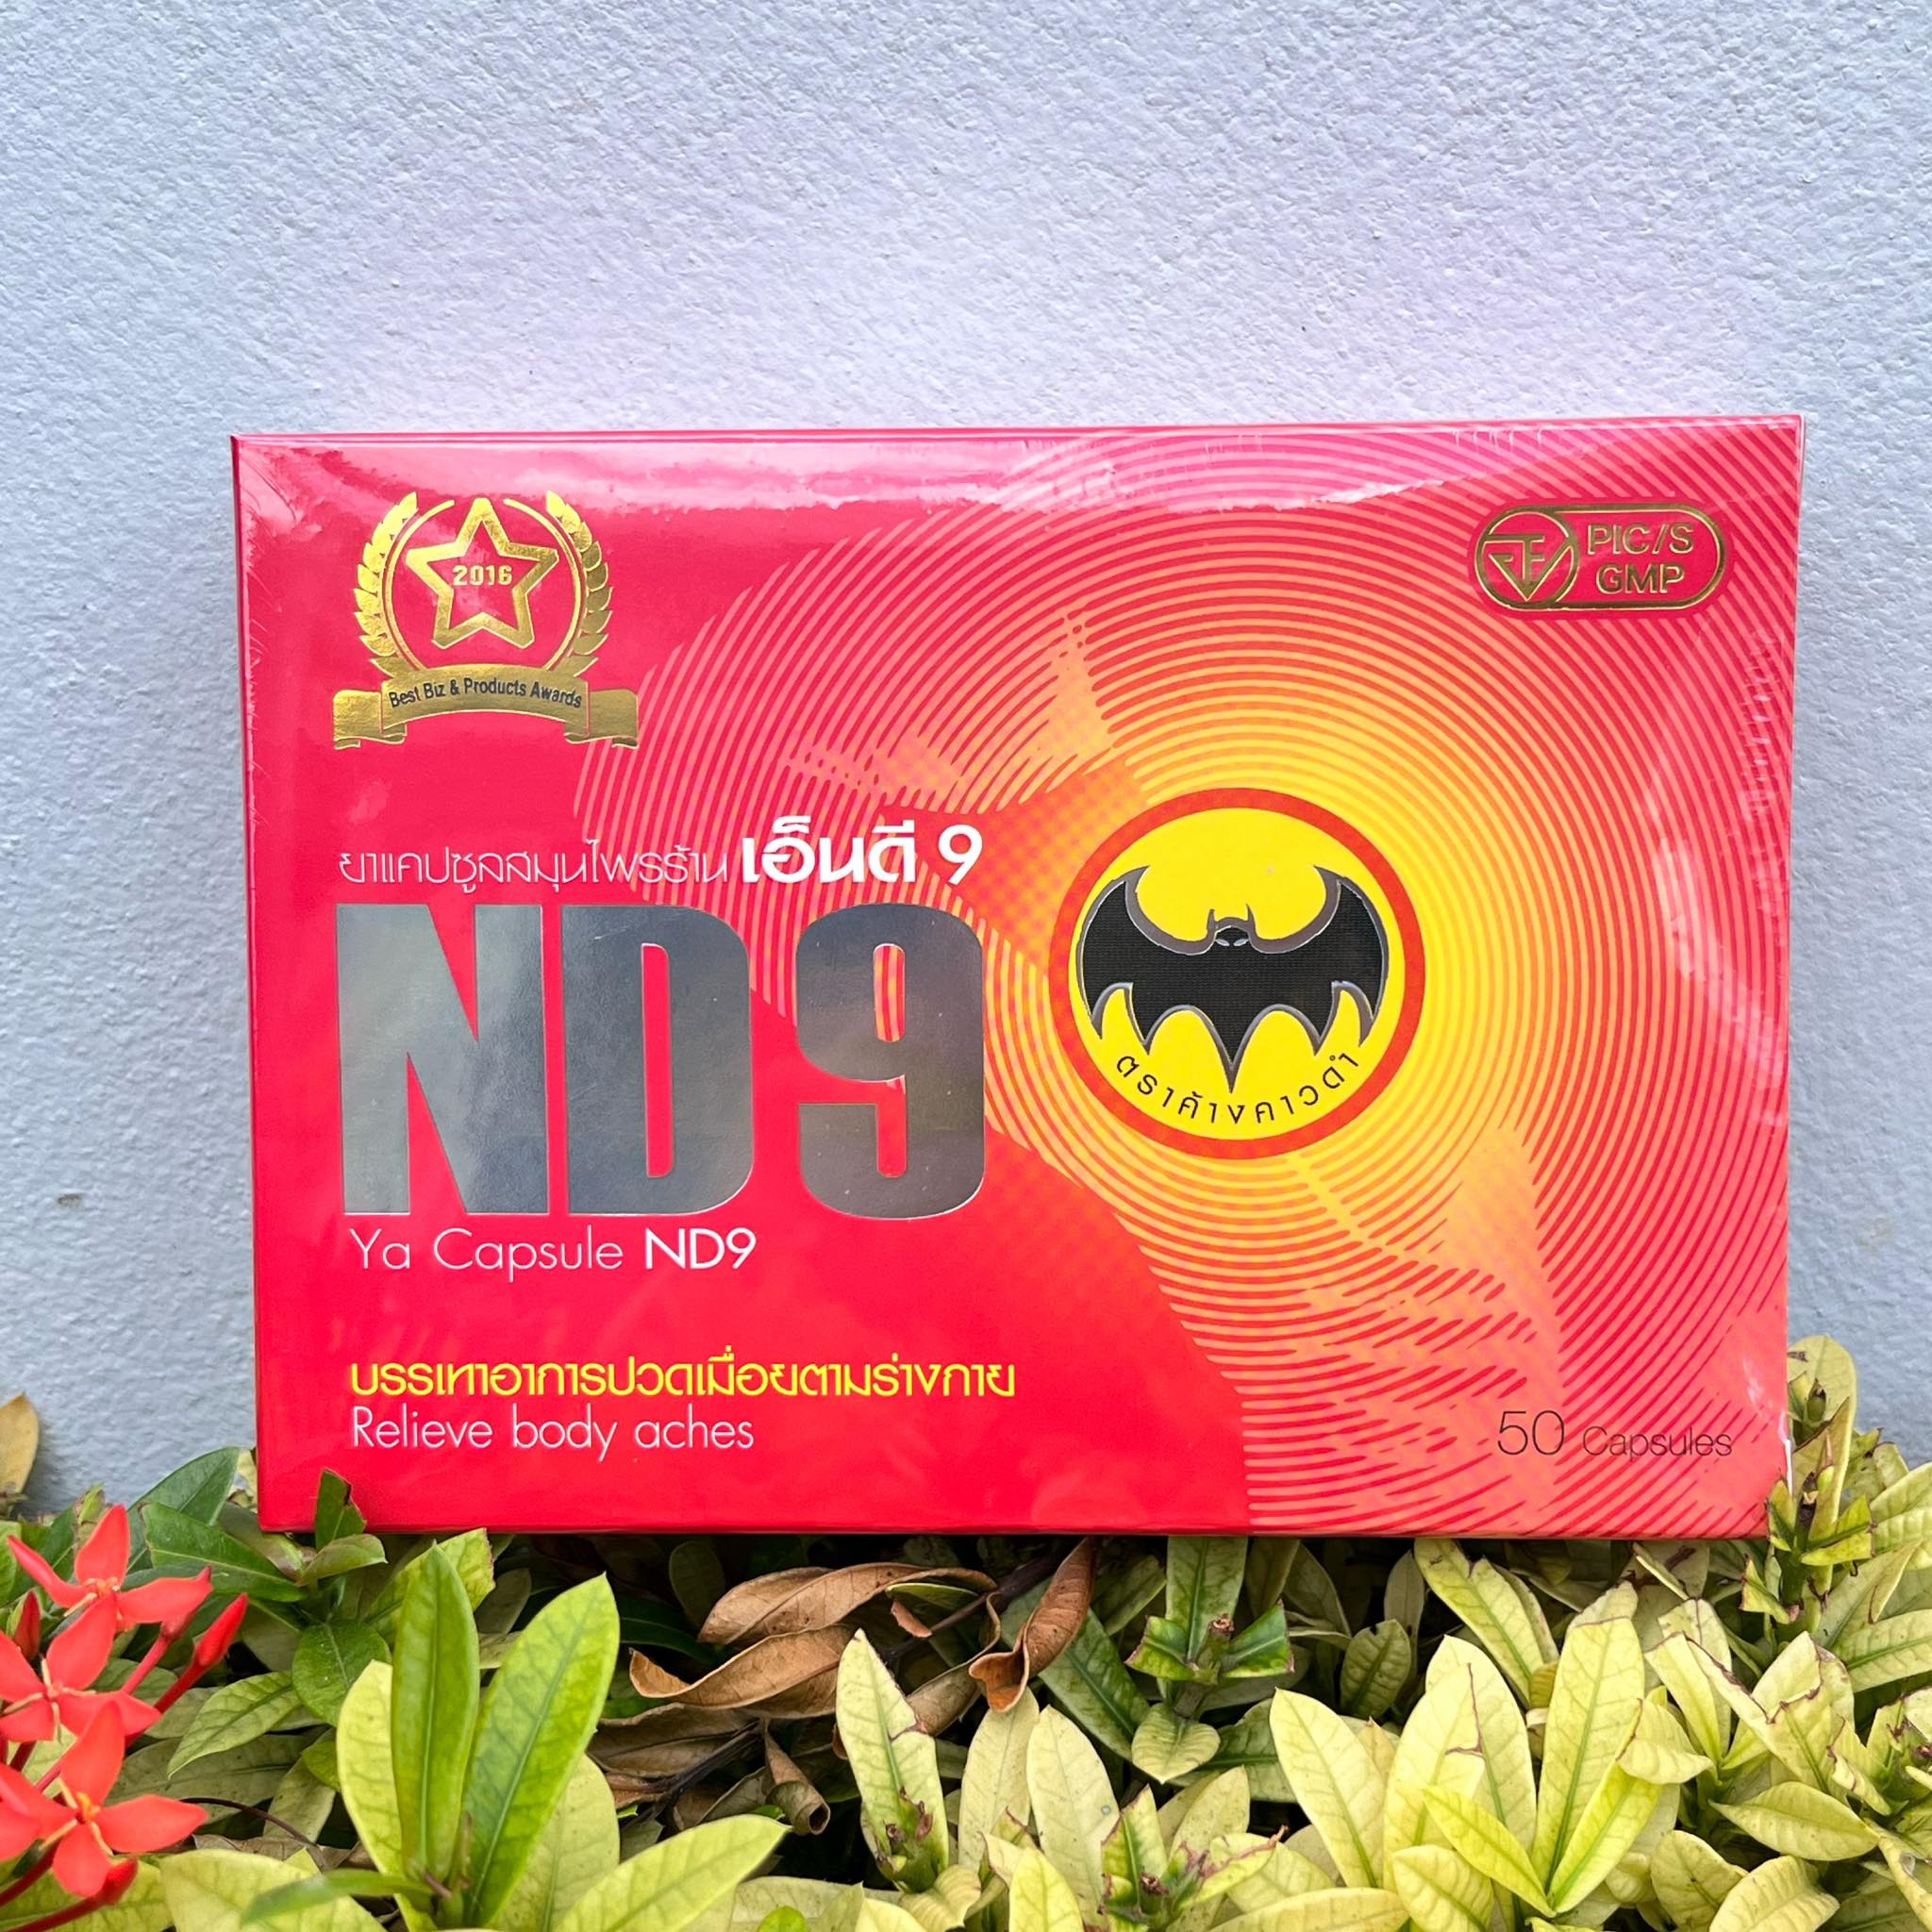 2016
Best Biz & Products Awards
PIC/S
GMP
ยาแคปซูลสมุนไพรร้าน เอ็นดี 9
ND9
ตราค้างคาวดำ
Ya Capsule ND9
บรรเทาอาการปวดเมื่อยตามร่างกาย
Relieve body aches
50 Capsules